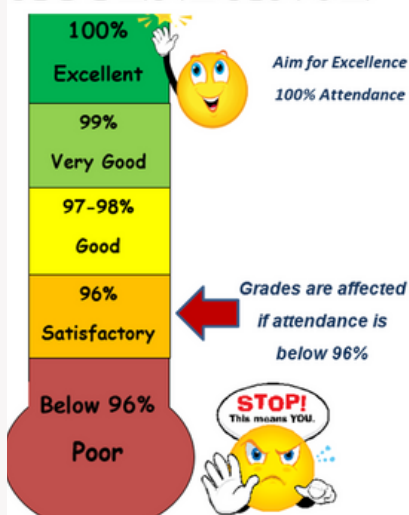 100%
Excellent
Aim for Excellence
100% Attendance
99%
Very Good
97-98%
Good
96%
Satisfactory
Grades are affected
if attendance is
below 96%
Below 96%
Poor
STOP!
This means YOU.